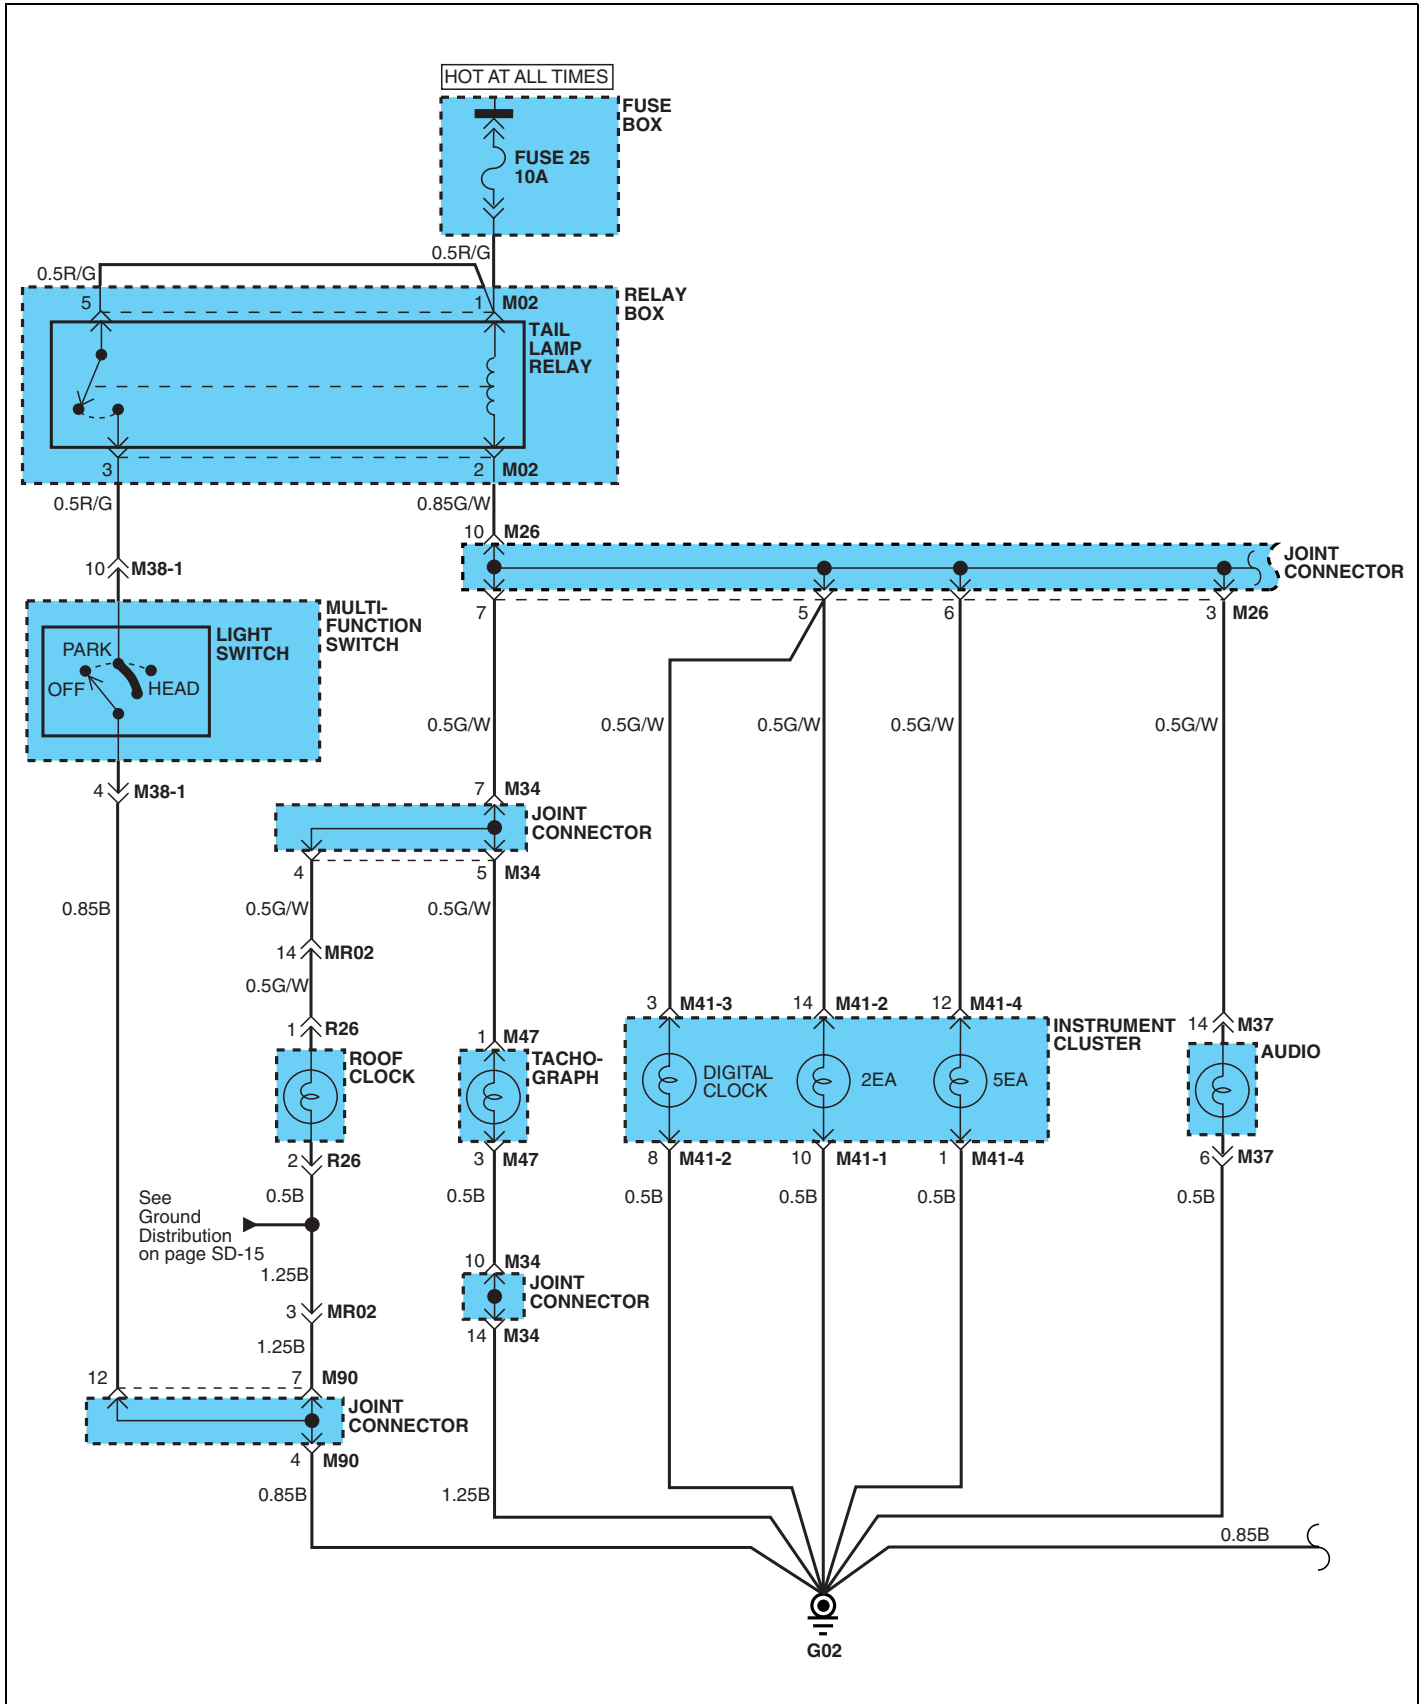 HOT AT ALL TIMES
FUSE
BOX
FUSE 25
10A
0.5R/G
0.5R/G
5
1
M02
RELAY
BOX
TAIL
LAMP
RELAY
3
2
M02
0.5R/G
0.85G/W
10
M26
JOINT
CONNECTOR
10
M38-1
7
5
6
3
M26
MULTI-
FUNCTION
SWITCH
LIGHT
SWITCH
PARK
OFF
HEAD
0.5G/W
0.5G/W
0.5G/W
0.5G/W
0.5G/W
4
M38-1
7
M34
JOINT
CONNECTOR
4
5
M34
0.85B
0.5G/W
0.5G/W
14
MR02
0.5G/W
3
M41-3
14
M41-2
12
M41-4
1
R26
1
M47
INSTRUMENT
CLUSTER
14
M37
ROOF
CLOCK
TACHO-
GRAPH
DIGITAL
CLOCK
2EA
5EA
AUDIO
2
R26
3
M47
8
M41-2
10
M41-1
1
M41-4
6
M37
0.5B
0.5B
0.5B
0.5B
0.5B
0.5B
See
Ground
Distribution
on page SD-15
1.25B
10
M34
JOINT
CONNECTOR
3
MR02
14
M34
1.25B
12
7
M90
JOINT
CONNECTOR
4
M90
0.85B
1.25B
0.85B
G02